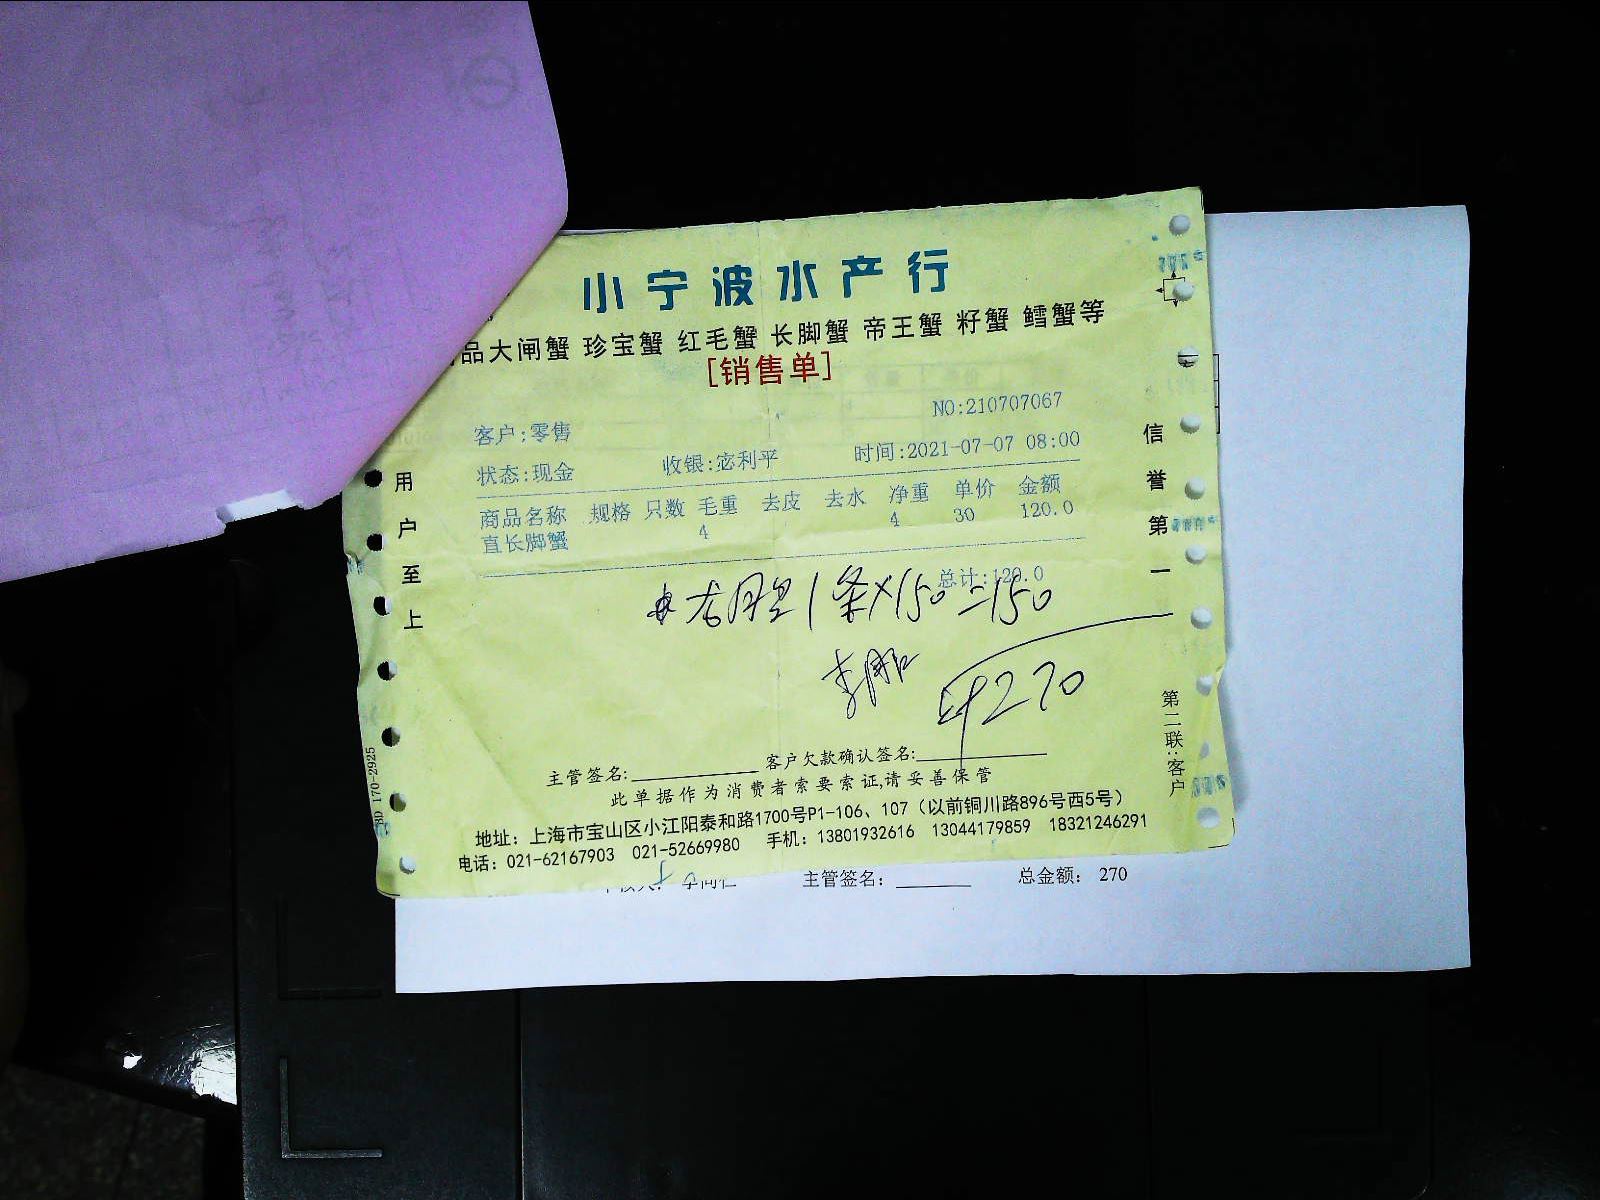 小宁波水产行
品大闸蟹 珍宝蟹 红毛蟹 长脚蟹 帝王蟹 籽蟹 鳕蟹等
[销售单]
NO:210707067
客户:零售
状态:现金 收银:宓利平 时间:2021-07-07 08:00
商品名称 规格 只数 毛重 去皮 去水 净重 单价 金额
直长脚蟹 4 4 30 120.0
总计:120.0
1条×150=150
270
主管签名: 客户欠款确认签名:
此单据作为消费者索要索证,请妥善保管
地址：上海市宝山区小江阳泰和路1700号P1-106、107（以前铜川路896号西5号）
电话：021-62167903 021-52669980 手机：13801932616 13044179859 18321246291
用户至上
信誉第一
第二联:客户
170-2925
主管签名： 总金额： 270